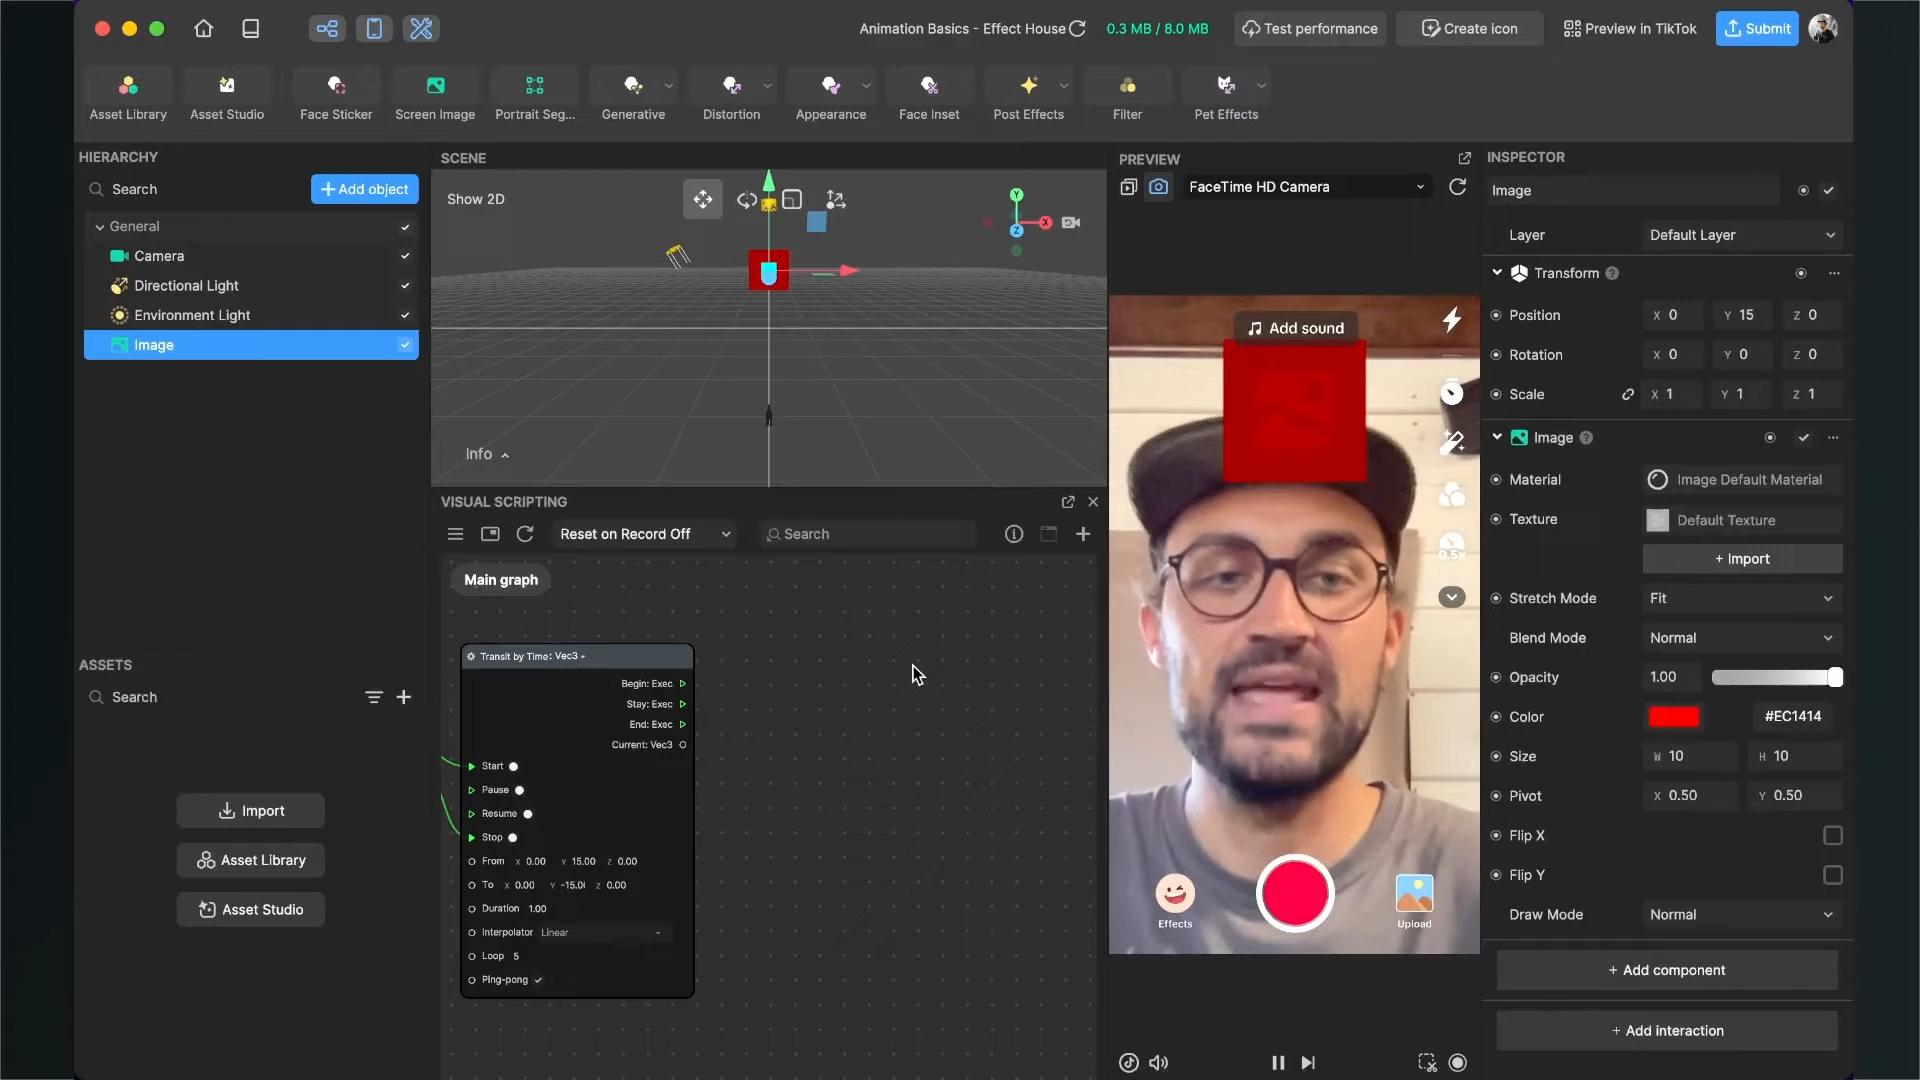 Animation Basics - Effect House
0.3 MB / 8.0 MB
Test performance
Create icon
Preview in TikTok
Submit
Asset Library
Asset Studio
Face Sticker
Screen Image
Portrait Seg...
Generative
Distortion
Appearance
Face Inset
Post Effects
Filter
Pet Effects
HIERARCHY
Search
Add object
General
Camera
Directional Light
Environment Light
Image
ASSETS
Search
Import
Asset Library
Asset Studio
SCENE
Show 2D
Y
X
Z
Info
VISUAL SCRIPTING
Reset on Record Off
Search
Main graph
Transit by Time: Vec3
Begin: Exec
Stay: Exec
End: Exec
Current: Vec3
Start
Pause
Resume
Stop
From X 0.00 Y 15.00 Z 0.00
To X 0.00 Y -15.0 Z 0.00
Duration 1.00
Interpolator Linear
Loop 5
Ping-pong
PREVIEW
FaceTime HD Camera
Add sound
0.5x
Effects
Upload
INSPECTOR
Image
Layer Default Layer
Transform
Position X 0 Y 15 Z 0
Rotation X 0 Y 0 Z 0
Scale X 1 Y 1 Z 1
Image
Material Image Default Material
Texture Default Texture
+ Import
Stretch Mode Fit
Blend Mode Normal
Opacity 1.00
Color #EC1414
Size W 10 H 10
Pivot X 0.50 Y 0.50
Flip X
Flip Y
Draw Mode Normal
+ Add component
+ Add interaction